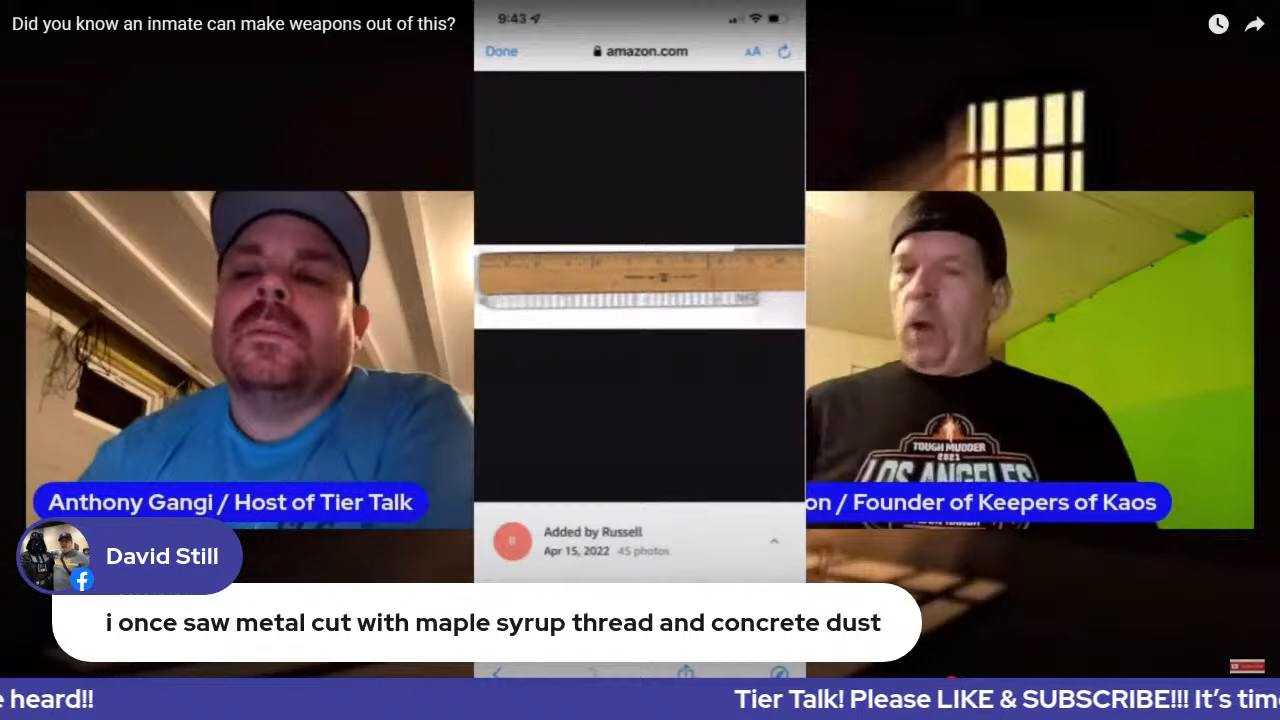 Did you know an inmate can make weapons out of this?
9:43
Done
amazon.com
AA
TOUGH MUDDER
2021
LOS ANGELES
Anthony Gangi / Host of Tier Talk
on / Founder of Keepers of Kaos
Added by Russell
Apr 15, 2022 45 photos
David Still
i once saw metal cut with maple syrup thread and concrete dust
e heard!!
Tier Talk! Please LIKE & SUBSCRIBE!!! It's time